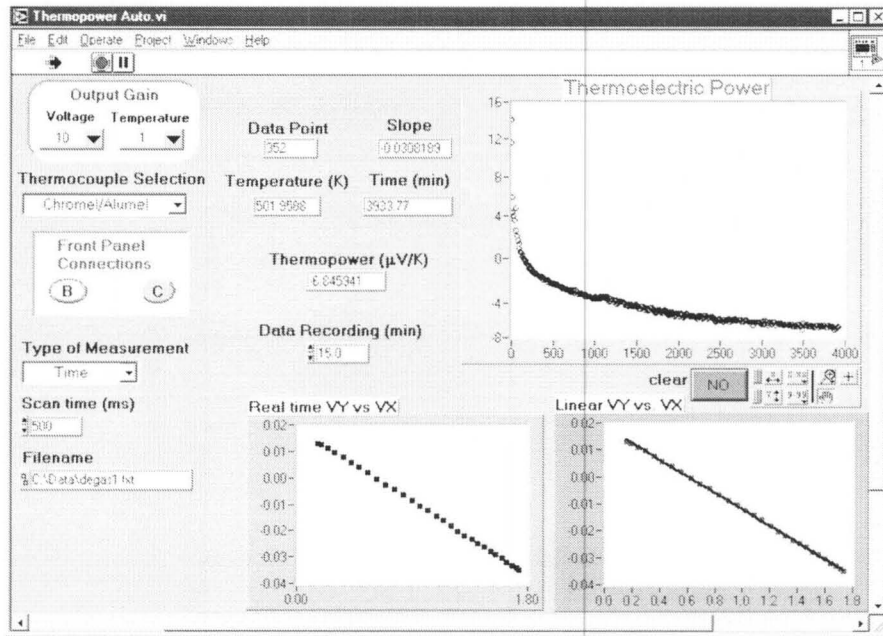 Thermopower Auto.vi
File Edit Operate Project Windows Help
1
Output Gain
Voltage Temperature
10 1
Thermocouple Selection
Chromel/Alumel
Front Panel
Connections
B C
Type of Measurement
Time
Scan time (ms)
500
Filename
C:\Data\degas1.txt
Data Point Slope
352 -0.0308189
Temperature (K) Time (min)
501.9588 3933.77
Thermopower (µV/K)
-6.845941
Data Recording (min)
15.0
Thermoelectric Power
16
12
8
4
0
-4
-8
0 500 1000 1500 2000 2500 3000 3500 4000
clear NO
Real time VY vs VX
0.02
0.01
0.00
-0.01
-0.02
-0.03
-0.04
0.00 1.80
Linear VY vs VX
0.02
0.01
0.00
-0.01
-0.02
-0.03
-0.04
0.0 0.2 0.4 0.6 0.8 1.0 1.2 1.4 1.6 1.8